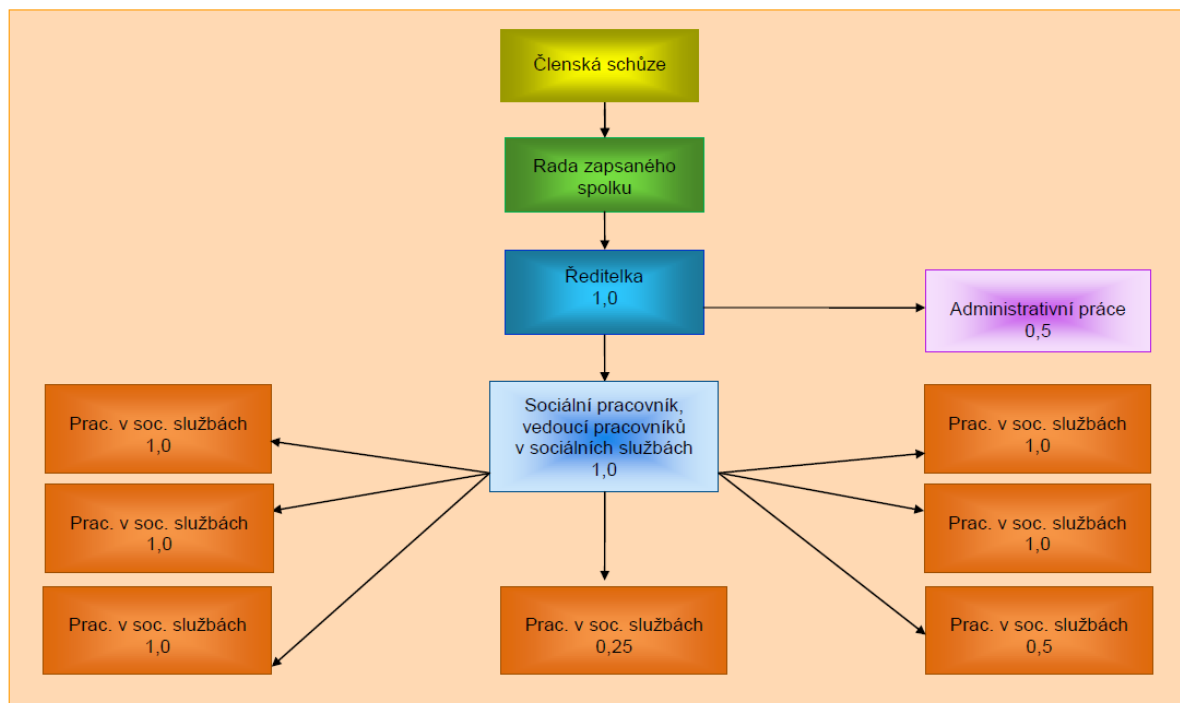 Členská schůze
Rada zapsaného
spolku
Ředitelka
1,0
Administrativní práce
0,5
Sociální pracovník,
vedoucí pracovníků
v sociálních službách
1,0
Prac. v soc. službách
1,0
Prac. v soc. službách
1,0
Prac. v soc. službách
1,0
Prac. v soc. službách
0,25
Prac. v soc. službách
1,0
Prac. v soc. službách
1,0
Prac. v soc. službách
0,5